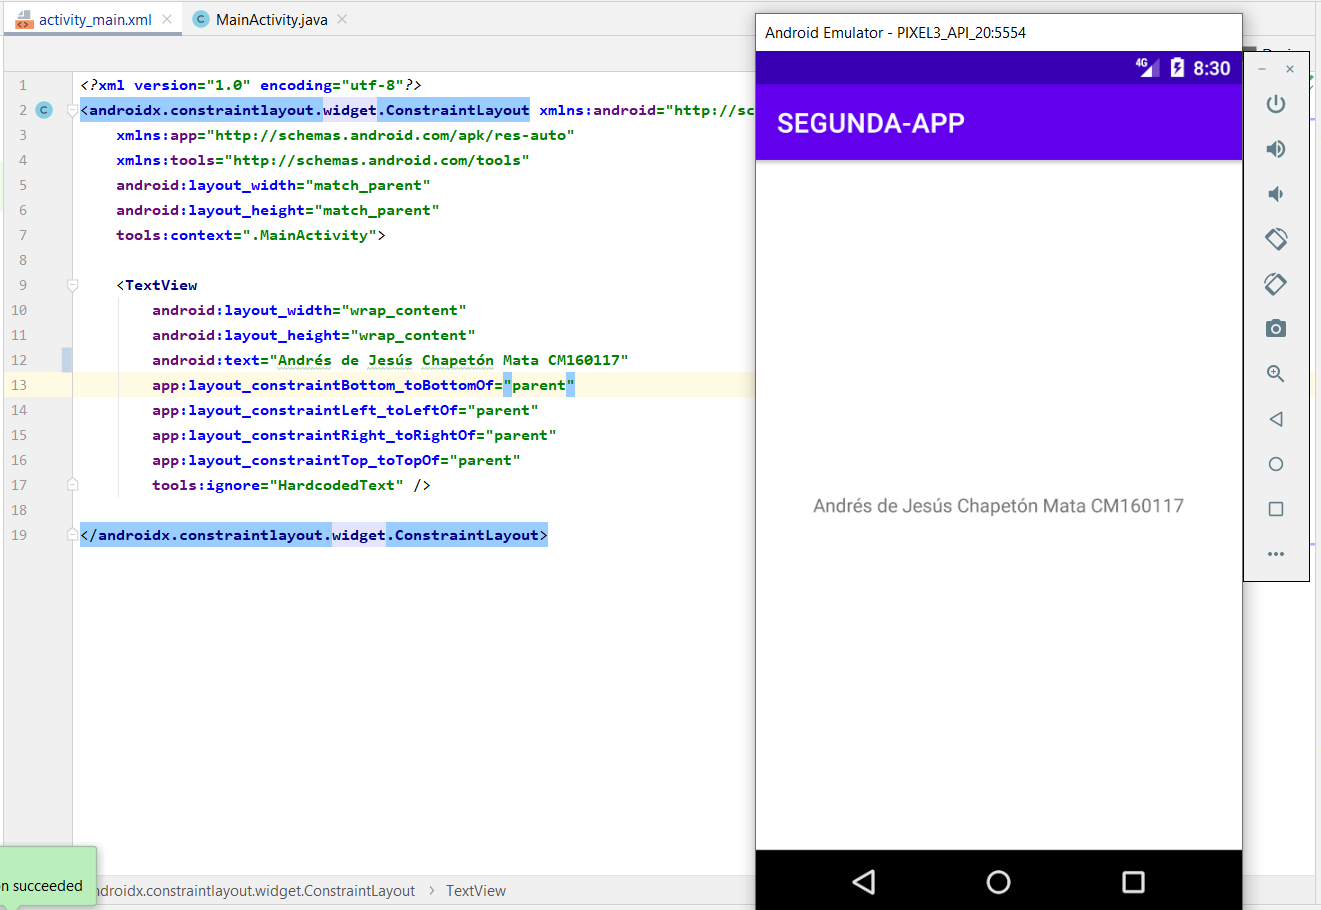 activity_main.xml
MainActivity.java
1 <?xml version="1.0" encoding="utf-8"?>
2 <androidx.constraintlayout.widget.ConstraintLayout xmlns:android="http://sc
3 xmlns:app="http://schemas.android.com/apk/res-auto"
4 xmlns:tools="http://schemas.android.com/tools"
5 android:layout_width="match_parent"
6 android:layout_height="match_parent"
7 tools:context=".MainActivity">
8
9 <TextView
10 android:layout_width="wrap_content"
11 android:layout_height="wrap_content"
12 android:text="Andrés de Jesús Chapetón Mata CM160117"
13 app:layout_constraintBottom_toBottomOf="parent"
14 app:layout_constraintLeft_toLeftOf="parent"
15 app:layout_constraintRight_toRightOf="parent"
16 app:layout_constraintTop_toTopOf="parent"
17 tools:ignore="HardcodedText" />
18
19 </androidx.constraintlayout.widget.ConstraintLayout>
n succeeded
ndroidx.constraintlayout.widget.ConstraintLayout > TextView
Android Emulator - PIXEL3_API_20:5554
4G 8:30
SEGUNDA-APP
Andrés de Jesús Chapetón Mata CM160117